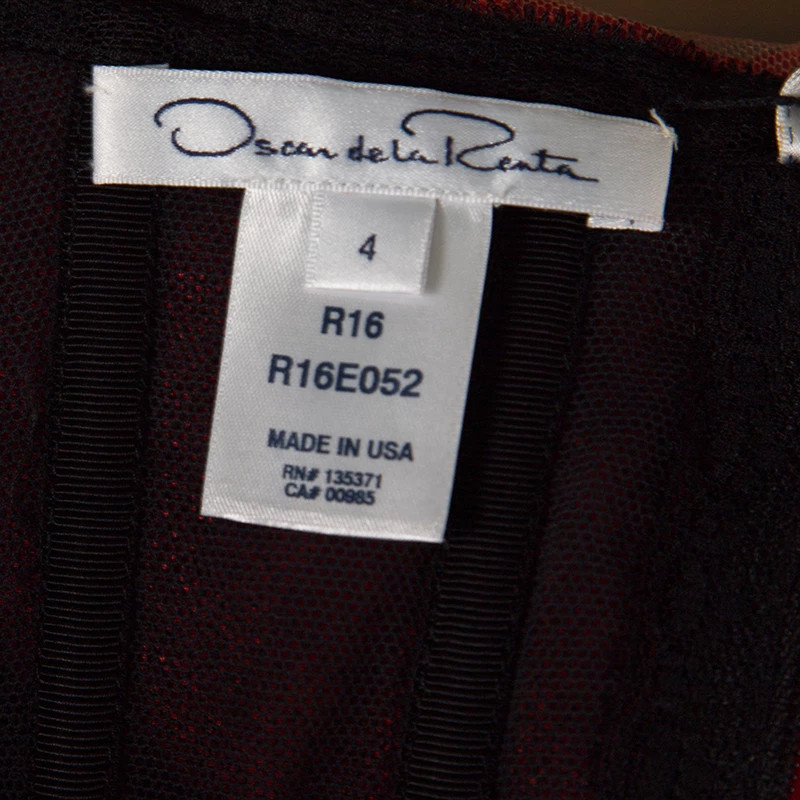 Oscar de la Renta
4
R16
R16E052
MADE IN USA
RN# 135371
CA# 00985